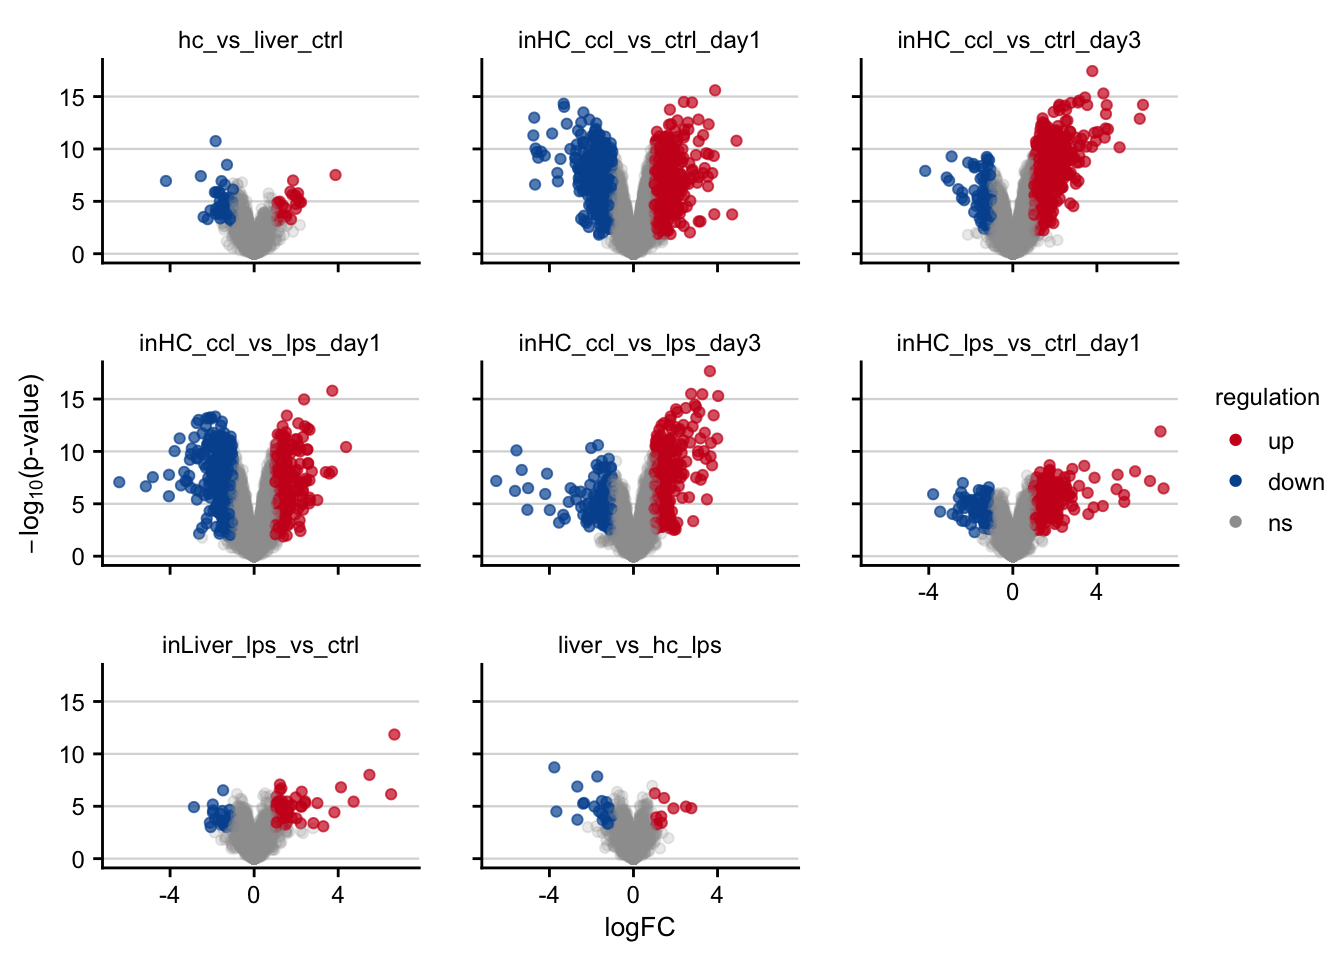 hc_vs_liver_ctrl
inHC_ccl_vs_ctrl_day1
inHC_ccl_vs_ctrl_day3
15
10
5
0
inHC_ccl_vs_lps_day1
inHC_ccl_vs_lps_day3
inHC_lps_vs_ctrl_day1
15
10
5
0
-4 0 4
−log10(p-value)
regulation
up
down
ns
inLiver_lps_vs_ctrl
liver_vs_hc_lps
15
10
5
0
-4 0 4
-4 0 4
logFC